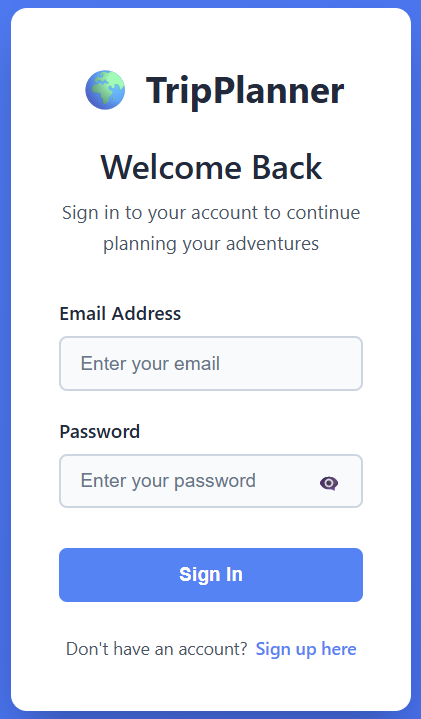 TripPlanner
Welcome Back
Sign in to your account to continue
planning your adventures
Email Address
Enter your email
Password
Enter your password
Sign In
Don't have an account? Sign up here